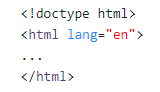 <!doctype html>
<html lang="en">
...
</html>